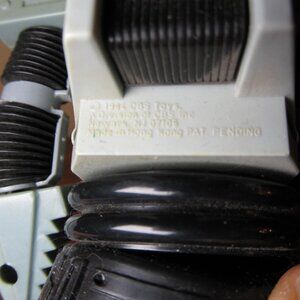 © 1984 CBS Toys,
A Division of CBS Inc
Newark, NJ 07105
Made in Hong Kong PAT PENDING